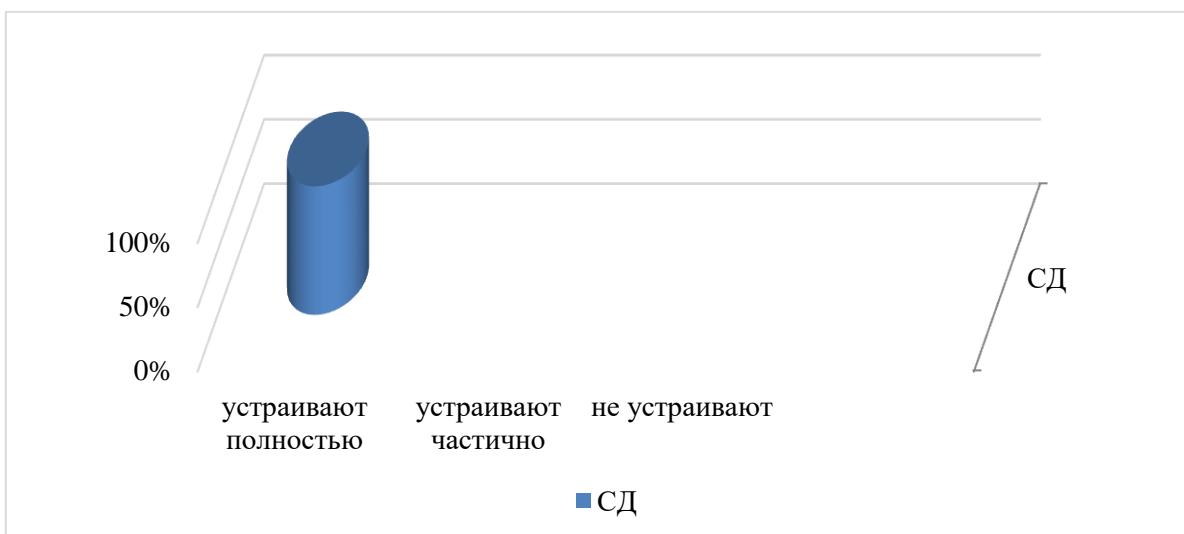 100%
50%
0%
СД
устраивают
полностью
устраивают
частично
не устраивают
СД